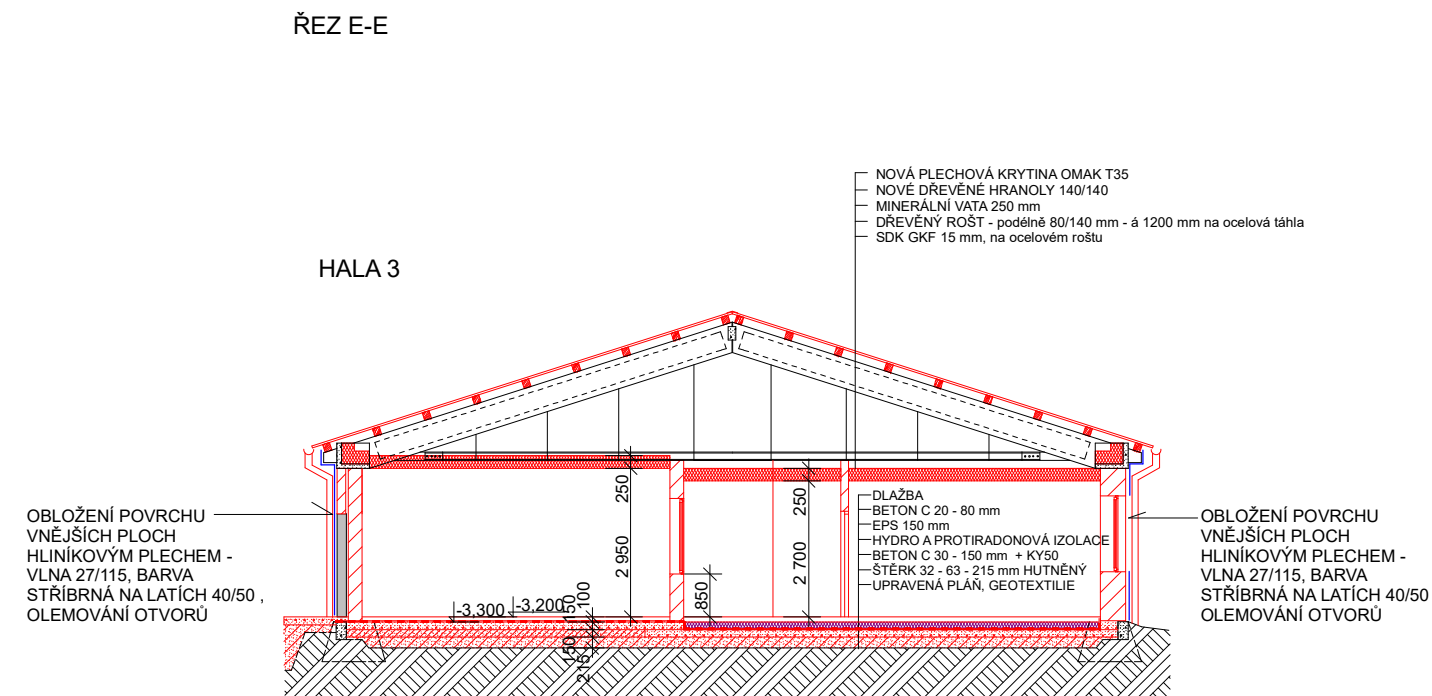 ŘEZ E-E
NOVÁ PLECHOVÁ KRYTINA OMAK T35
NOVÉ DŘEVĚNÉ HRANOLY 140/140
MINERÁLNÍ VATA 250 mm
DŘEVĚNÝ ROŠT - podélně 80/140 mm - á 1200 mm na ocelová táhla
SDK GKF 15 mm, na ocelovém roštu
HALA 3
250
2 950
250
2 700
850
DLAŽBA
BETON C 20 - 80 mm
EPS 150 mm
HYDRO A PROTIRADONOVÁ IZOLACE
BETON C 30 - 150 mm + KY50
ŠTĚRK 32 - 63 - 215 mm HUTNĚNÝ
UPRAVENÁ PLÁŇ, GEOTEXTILIE
OBLOŽENÍ POVRCHU
VNĚJŠÍCH PLOCH
HLINÍKOVÝM PLECHEM -
VLNA 27/115, BARVA
STŘÍBRNÁ NA LATÍCH 40/50 ,
OLEMOVÁNÍ OTVORŮ
OBLOŽENÍ POVRCHU
VNĚJŠÍCH PLOCH
HLINÍKOVÝM PLECHEM -
VLNA 27/115, BARVA
STŘÍBRNÁ NA LATÍCH 40/50
OLEMOVÁNÍ OTVORŮ
-3,300
-3,200
150
100
150
215